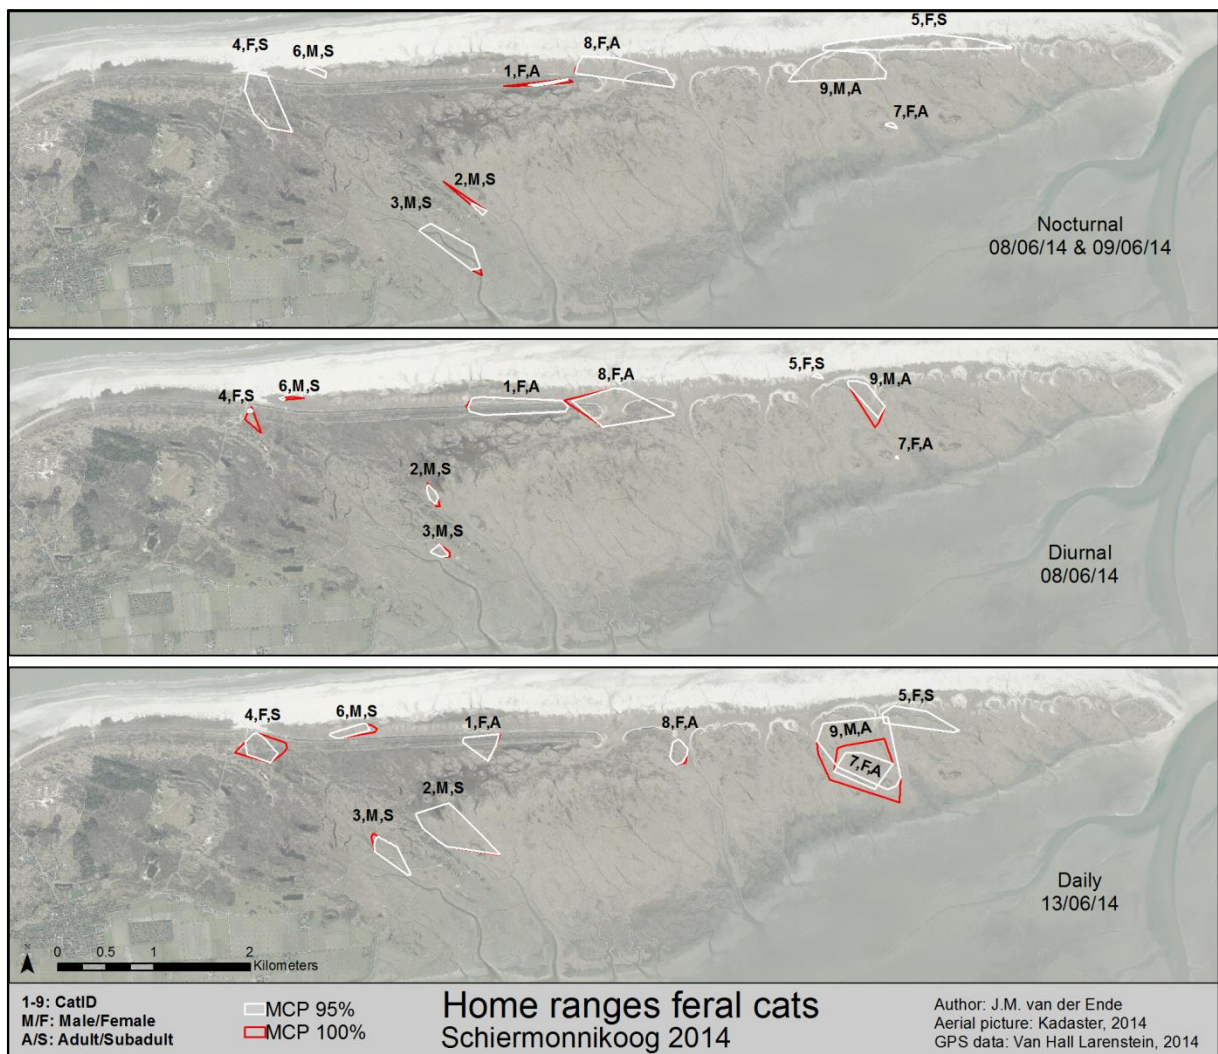 5,F,S
4,F,S
6,M,S
8,F,A
1,F,A
9,M,A
7,F,A
2,M,S
3,M,S
Nocturnal
08/06/14 & 09/06/14
5,F,S
8,F,A
9,M,A
6,M,S
1,F,A
4,F,S
7,F,A
2,M,S
3,M,S
Diurnal
08/06/14
5,F,S
6,M,S
4,F,S
1,F,A
8,F,A
9,M,A
7,F,A
2,M,S
3,M,S
Daily
13/06/14
N
0 0.5 1 2
Kilometers
1-9: CatID
M/F: Male/Female
A/S: Adult/Subadult
MCP 95%
MCP 100%
Home ranges feral cats
Schiermonnikoog 2014
Author: J.M. van der Ende
Aerial picture: Kadaster, 2014
GPS data: Van Hall Larenstein, 2014